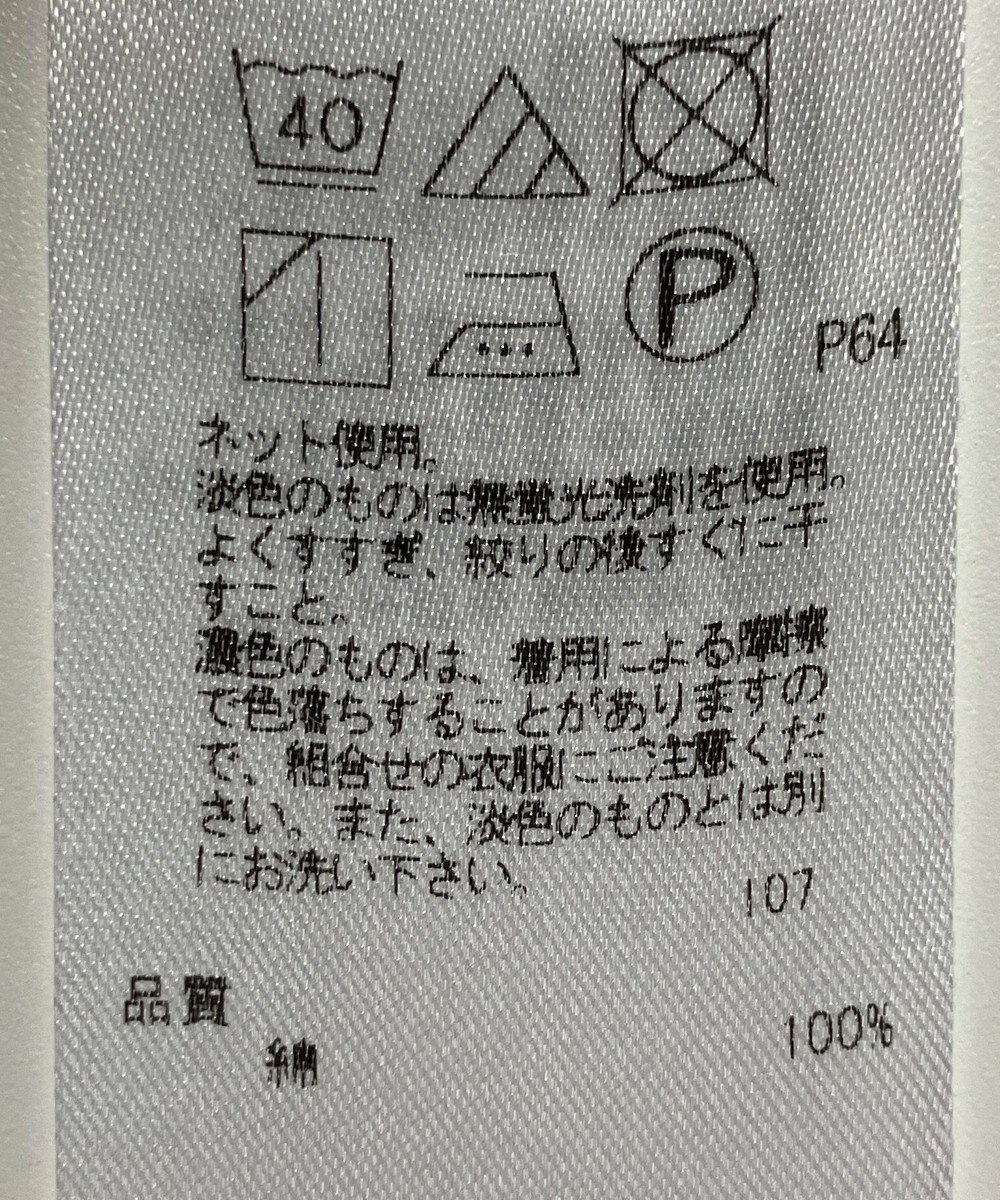 40
P
P64
ネット使用。
淡色のものは無蛍光洗剤を使用。
よくすすぎ、絞りの後すぐに干
すこと。
濃色のものは、着用による摩擦
で色落ちすることがありますの
で、組合せの衣服にご注意くだ
さい。また、淡色のものとは別
にお洗い下さい。
107
品質
綿 100%